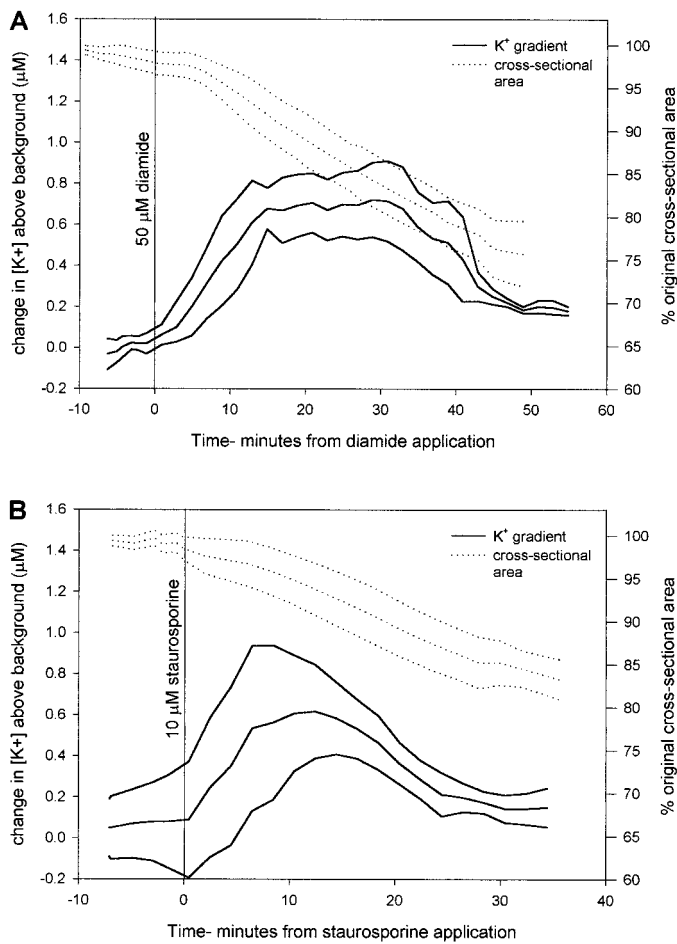 A
1.6
1.4
1.2
1.0
0.8
0.6
0.4
0.2
0.0
-0.2
change in [K+] above background (µM)
50 µM diamide
K⁺ gradient
cross-sectional
area
100
95
90
85
80
75
70
65
60
% original cross-sectional area
-10 0 10 20 30 40 50 60
Time- minutes from diamide application
B
1.6
1.4
1.2
1.0
0.8
0.6
0.4
0.2
0.0
-0.2
change in [K+] above background (µM)
10 µM staurosporine
K⁺ gradient
cross-sectional
area
100
95
90
85
80
75
70
65
60
% original cross-sectional area
-10 0 10 20 30 40
Time- minutes from staurosporine application